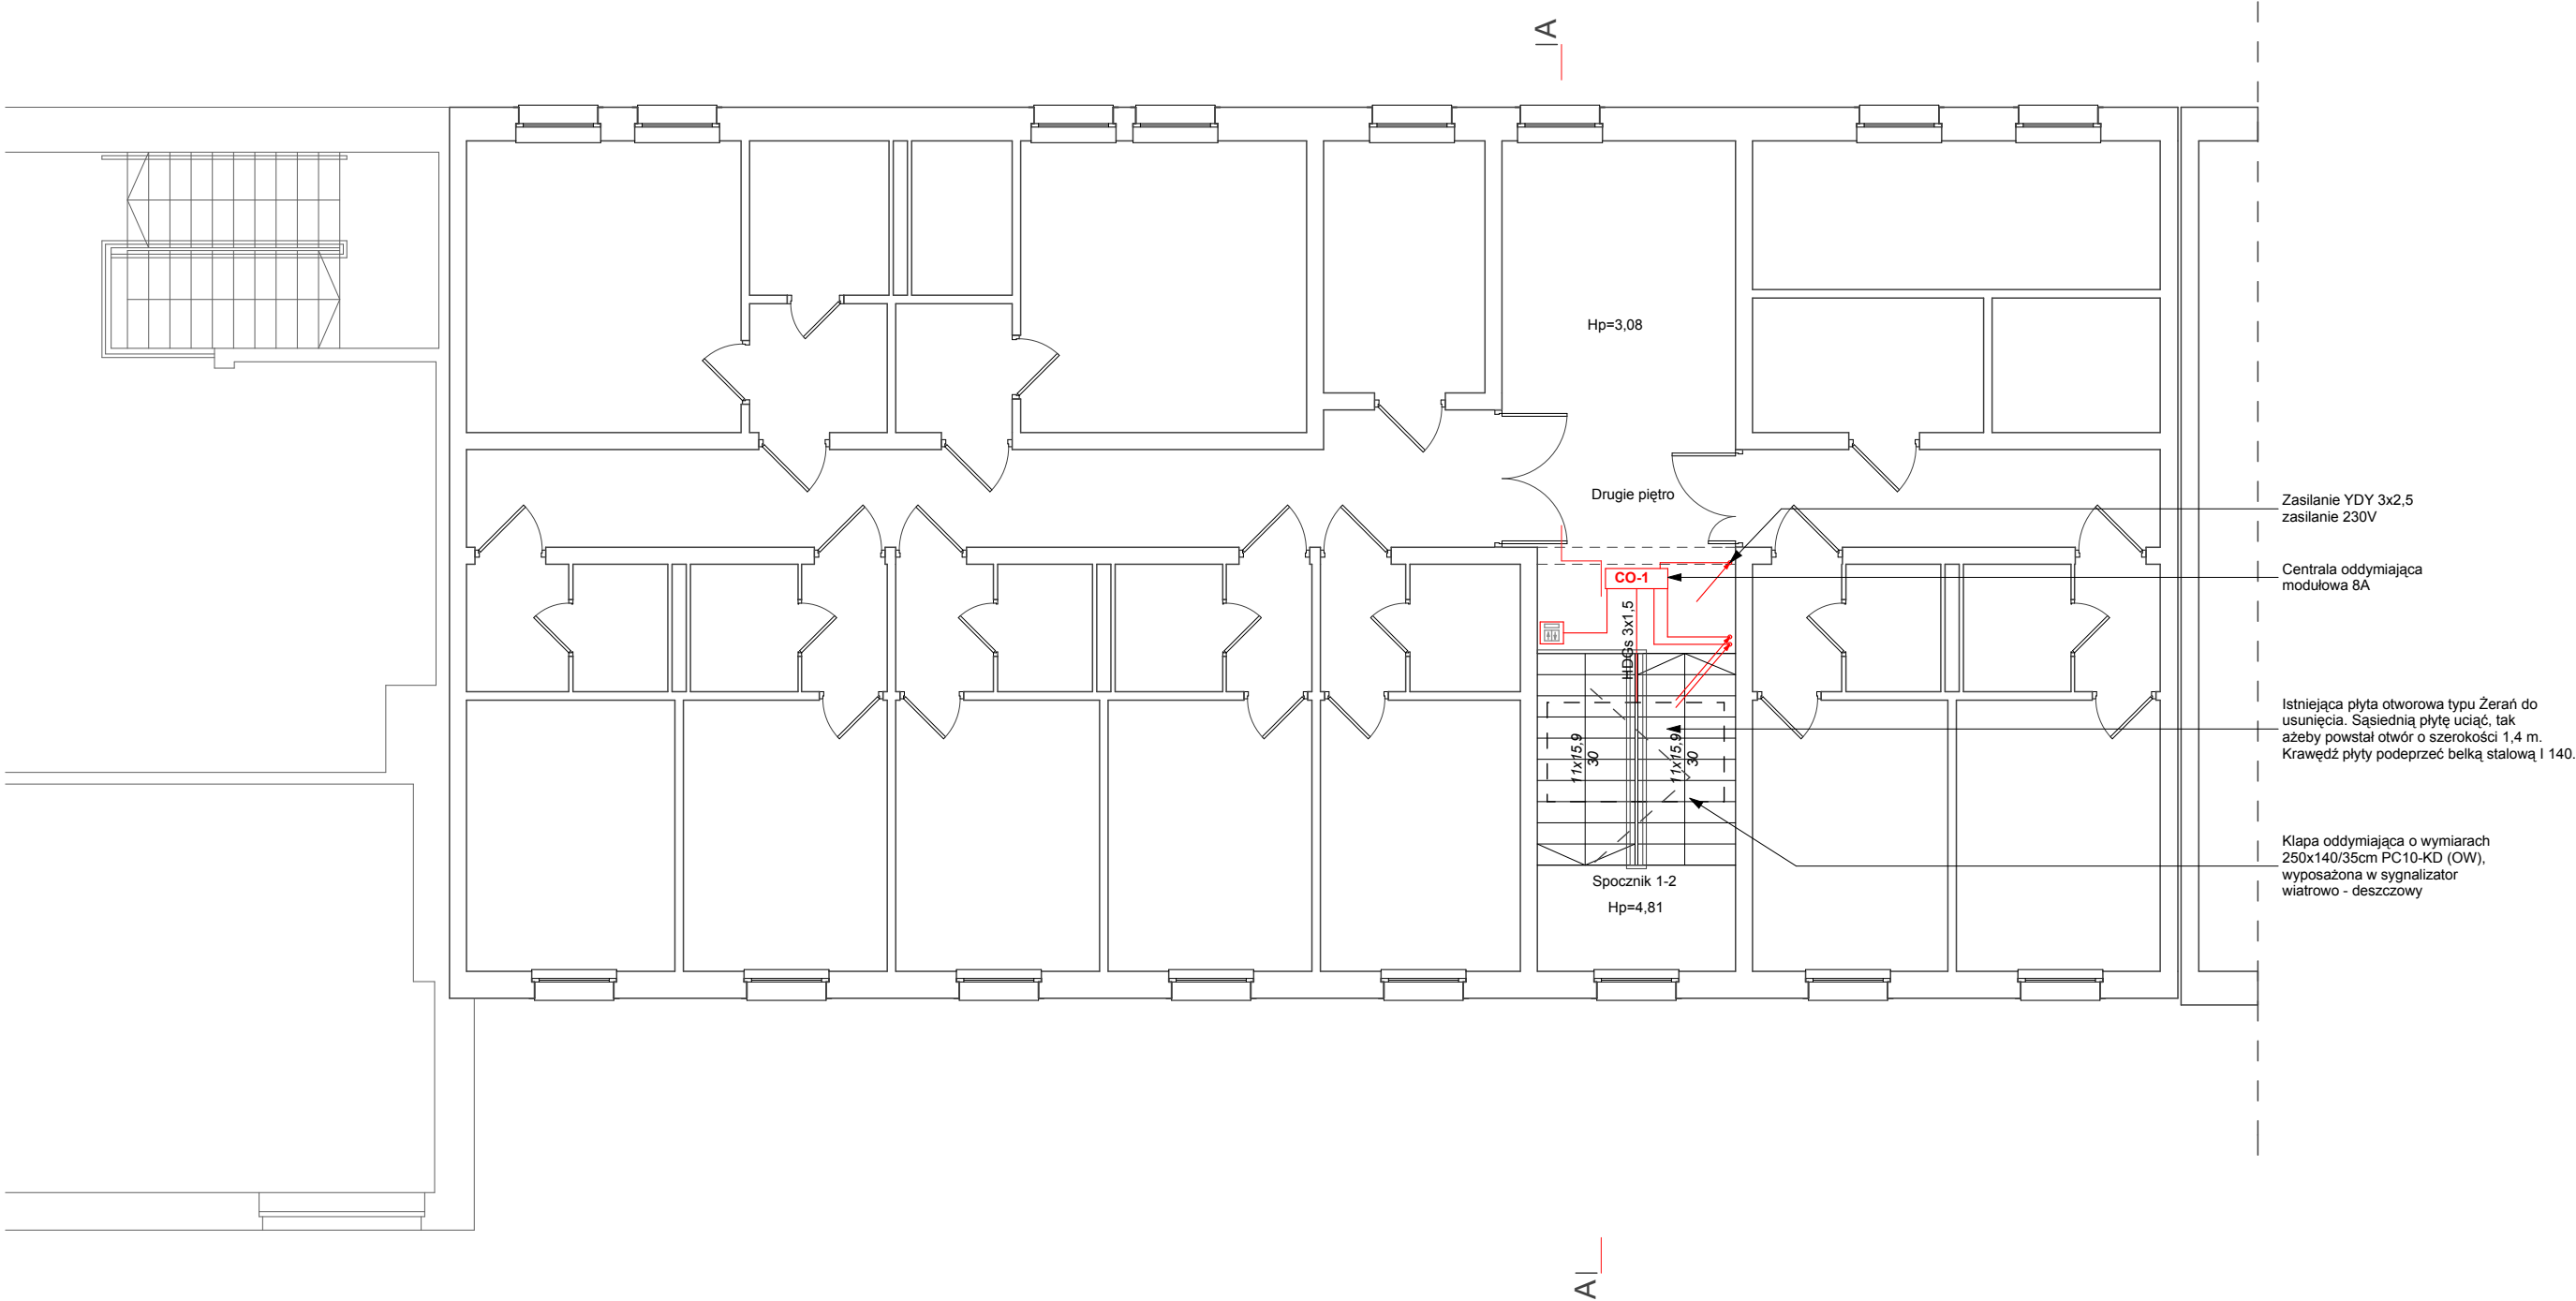 A
Hp=3,08
Drugie piętro
Zasilanie YDY 3x2,5
zasilanie 230V
CO-1
Centrala oddymiająca
modułowa 8A
HDGs 3x1,5
Istniejąca płyta otworowa typu Żerań do
usunięcia. Sąsiednią płytę uciąć, tak
ażeby powstał otwór o szerokości 1,4 m.
Krawędź płyty podeprzeć belką stalową I 140.
11x15,9
30
11x15,9
30
Klapa oddymiająca o wymiarach
250x140/35cm PC10-KD (OW),
wyposażona w sygnalizator
wiatrowo - deszczowy
Spocznik 1-2
Hp=4,81
A